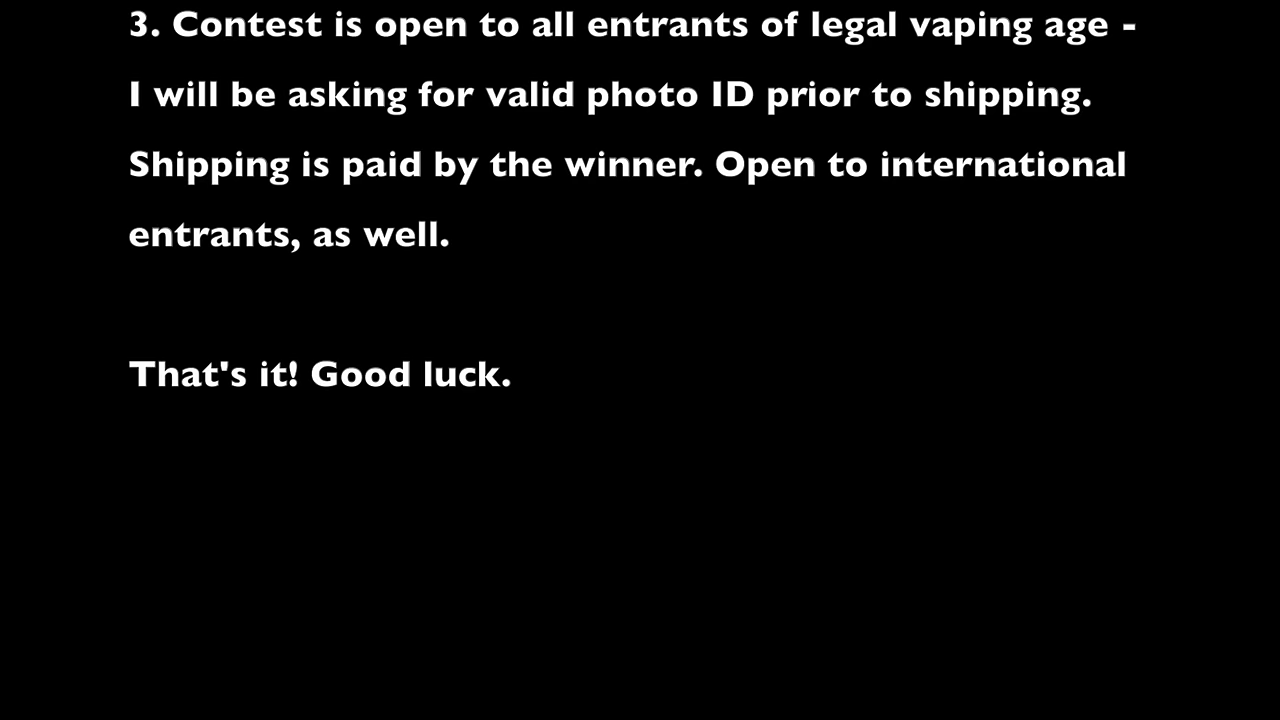 3. Contest is open to all entrants of legal vaping age -
I will be asking for valid photo ID prior to shipping.
Shipping is paid by the winner. Open to international
entrants, as well.
That's it! Good luck.